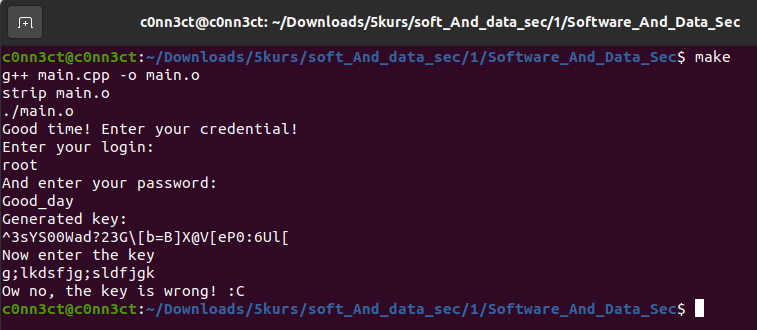 c0nn3ct@c0nn3ct: ~/Downloads/5kurs/soft_And_data_sec/1/Software_And_Data_Sec
c0nn3ct@c0nn3ct:~/Downloads/5kurs/soft_And_data_sec/1/Software_And_Data_Sec$ make
g++ main.cpp -o main.o
strip main.o
./main.o
Good time! Enter your credential!
Enter your login:
root
And enter your password:
Good_day
Generated key:
^3sYS00Wad?23G\[b=B]X@V[eP0:6Ul[
Now enter the key
g;lkdsfjg;sldfjgk
Ow no, the key is wrong! :C
c0nn3ct@c0nn3ct:~/Downloads/5kurs/soft_And_data_sec/1/Software_And_Data_Sec$